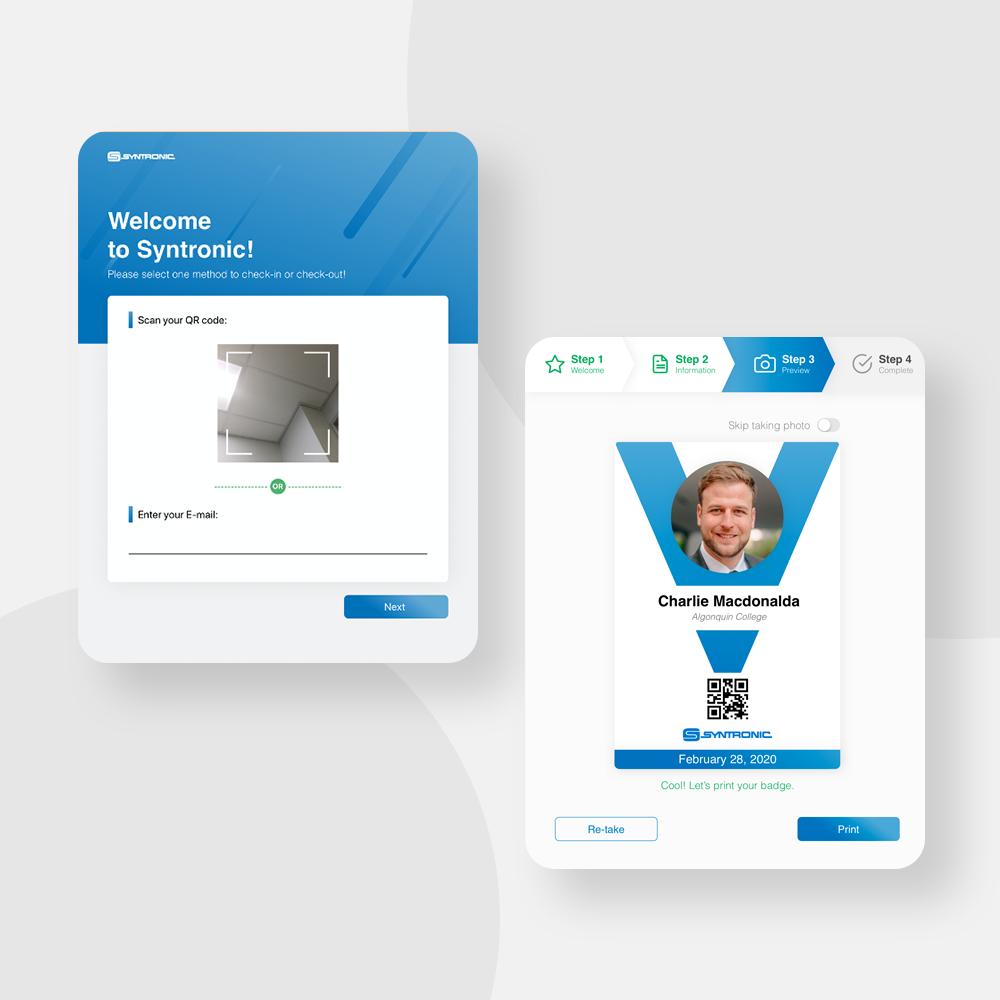 SYNTRONIC
Welcome
to Syntronic!
Please select one method to check-in or check-out!
Scan your QR code:
OR
Enter your E-mail:
Next
Step 1
Welcome
Step 2
Information
Step 3
Preview
Step 4
Complete
Skip taking photo
Charlie Macdonalda
Algonquin College
SYNTRONIC
February 28, 2020
Cool! Let's print your badge.
Re-take
Print